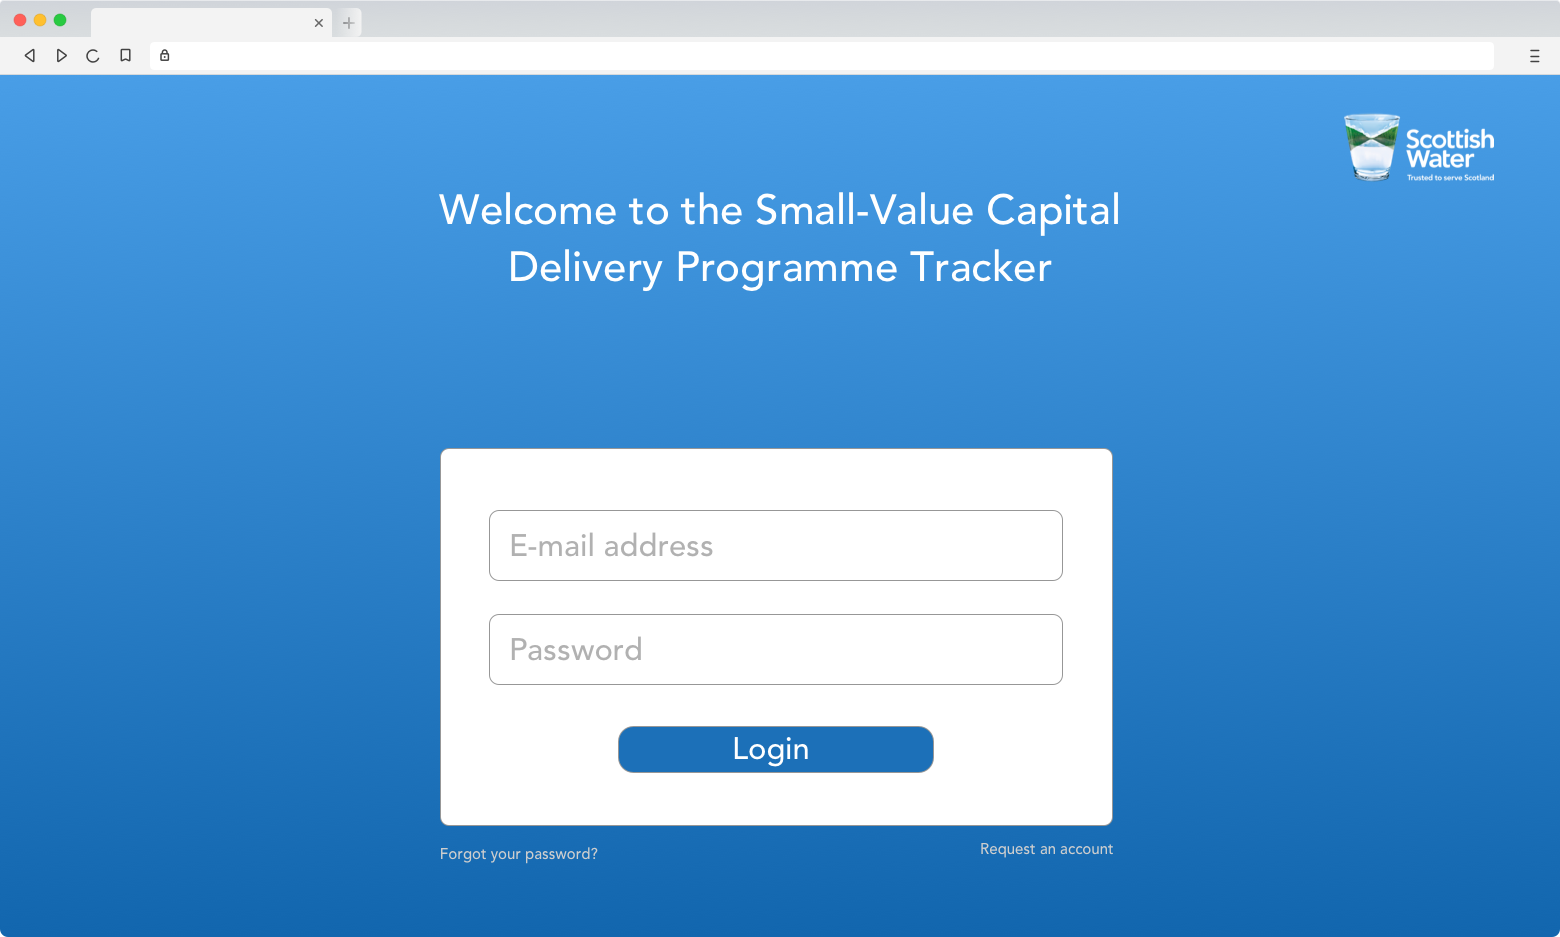 Scottish
Water
Trusted to serve Scotland
Welcome to the Small-Value Capital
Delivery Programme Tracker
E-mail address
Password
Login
Forgot your password?
Request an account